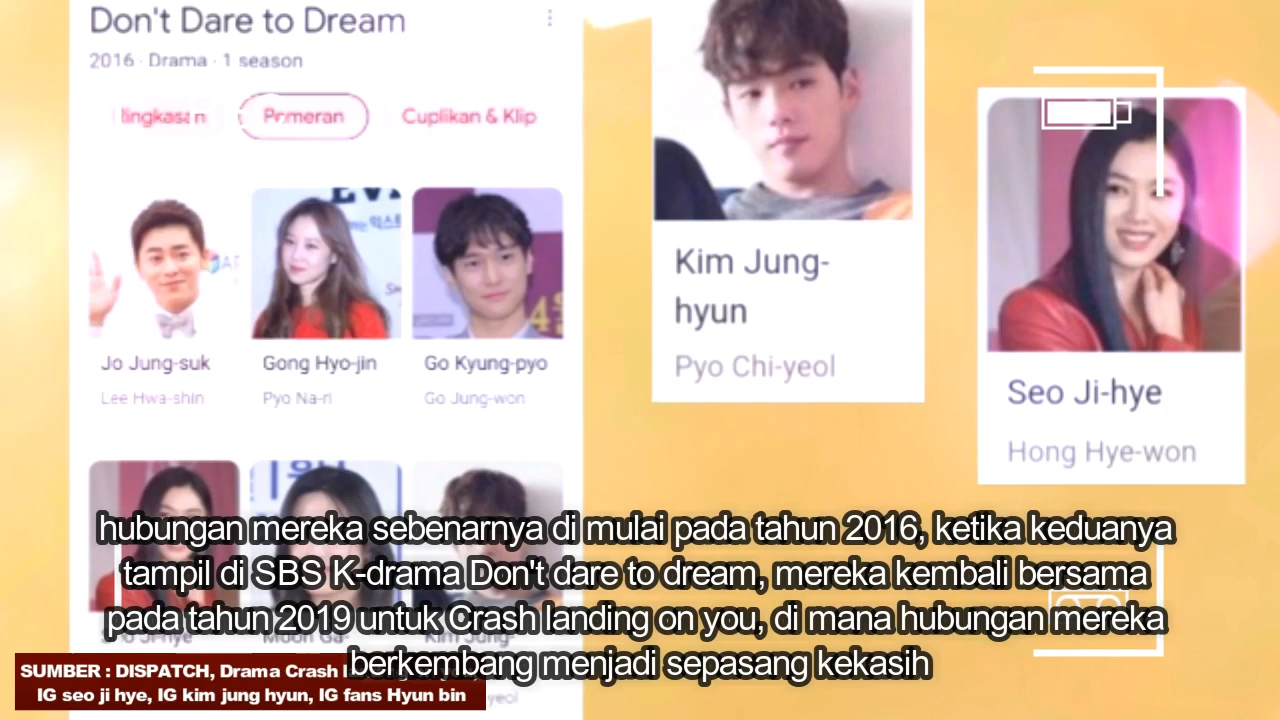 Don't Dare to Dream
2016 · Drama · 1 season
Pemeran
Cuplikan & Klip
Jo Jung-suk
Gong Hyo-jin
Go Kyung-pyo
Lee Hwa-shin
Pyo Na-ri
Go Jung-won
Kim Jung-
hyun
Pyo Chi-yeol
Seo Ji-hye
Hong Hye-won
hubungan mereka sebenarnya di mulai pada tahun 2016, ketika keduanya
tampil di SBS K-drama Don't dare to dream, mereka kembali bersama
pada tahun 2019 untuk Crash landing on you, di mana hubungan mereka
berkembang menjadi sepasang kekasih
SUMBER : DISPATCH, Drama Crash
IG seo ji hye, IG kim jung hyun, IG fans Hyun bin